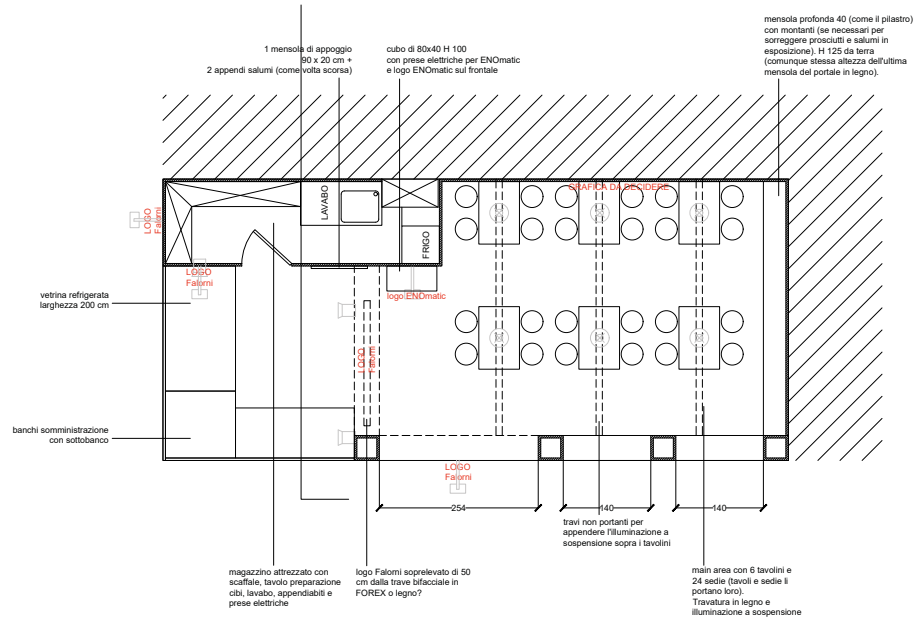 mensola profonda 40 (come il pilastro)
con montanti (se necessari per
sorreggere prosciutti e salumi in
esposizione). H 125 da terra
(comunque stessa altezza dell'ultima
mensola del portale in legno).
1 mensola di appoggio
90 x 20 cm +
2 appendi salumi (come volta scorsa)
cubo di 80x40 H 100
con prese elettriche per ENOmatic
e logo ENOmatic sul frontale
LAVABO
FRIGO
GRAFICA DA DECIDERE
LOGO
Falorni
LOGO
Falorni
logo ENOmatic
vetrina refrigerata
larghezza 200 cm
LOGO
Falorni
banchi somministrazione
con sottobanco
LOGO
Falorni
254
140
140
travi non portanti per
appendere l'illuminazione a
sospensione sopra i tavolini
magazzino attrezzato con
scaffale, tavolo preparazione
cibi, lavabo, appendiabiti e
prese elettriche
logo Falorni soprelevato di 50
cm dalla trave bifacciale in
FOREX o legno?
main area con 6 tavolini e
24 sedie (tavoli e sedie li
portano loro).
Travatura in legno e
illuminazione a sospensione